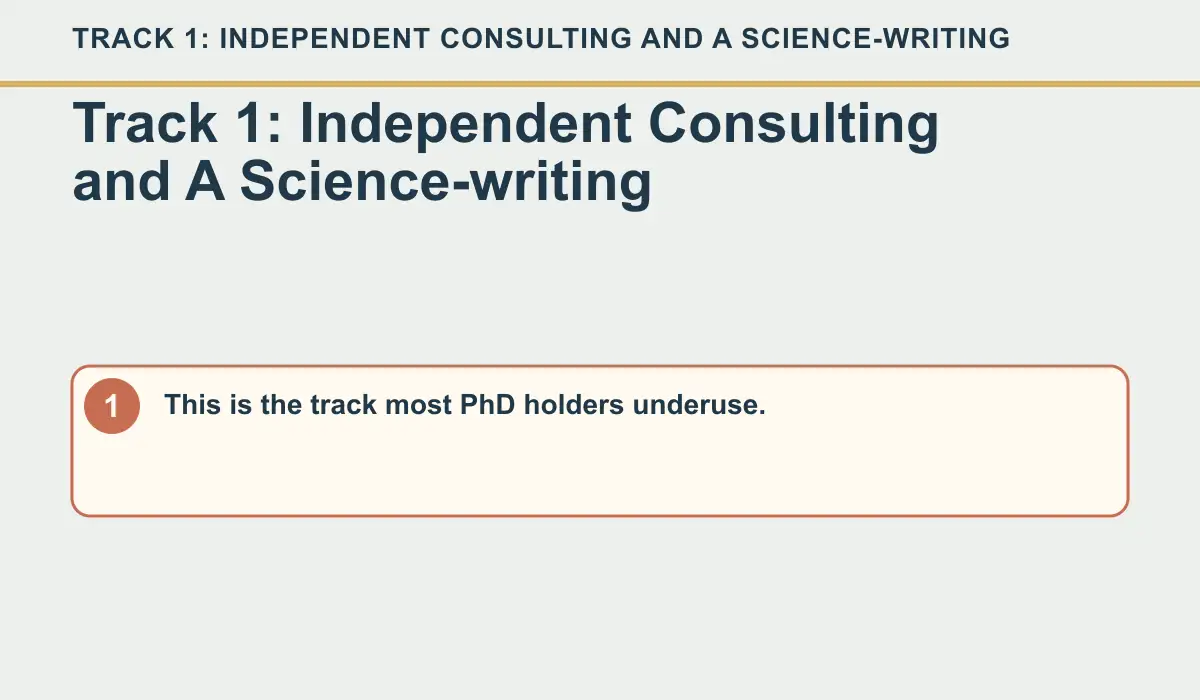 TRACK 1: INDEPENDENT CONSULTING AND A SCIENCE-WRITING
Track 1: Independent Consulting
and A Science-writing
1 This is the track most PhD holders underuse.